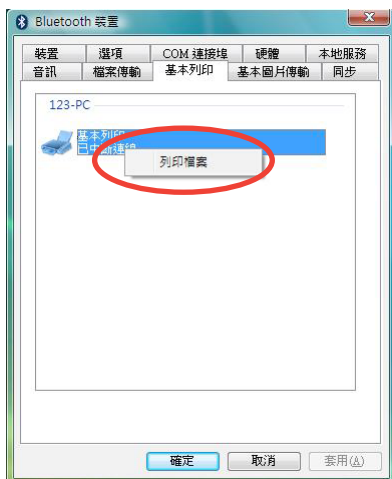 Bluetooth 裝置
裝置 選項 COM 連接埠 硬體 本地服務
音訊 檔案傳輸 基本列印 基本圖片傳輸 同步
123-PC
基本列印
已中斷連線
列印檔案
確定 取消 套用(A)